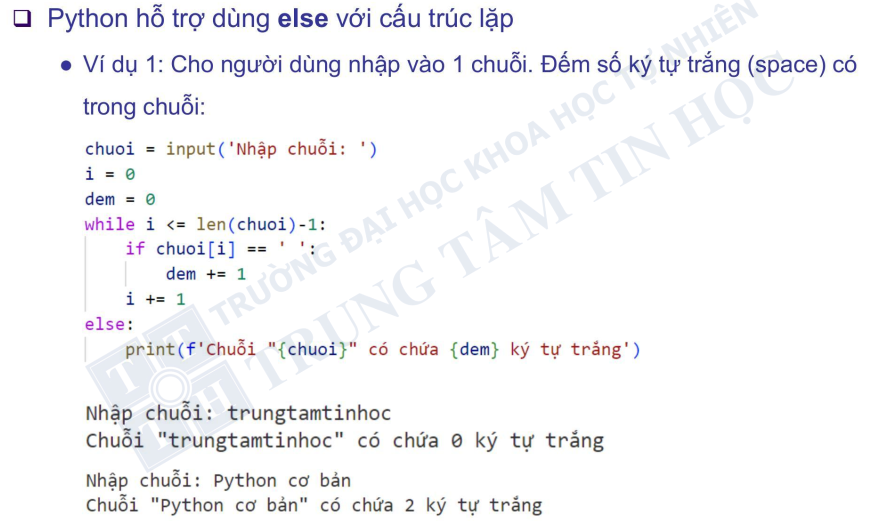 ❑ Python hỗ trợ dùng else với cấu trúc lặp
● Ví dụ 1: Cho người dùng nhập vào 1 chuỗi. Đếm số ký tự trắng (space) có
trong chuỗi:
chuoi = input('Nhập chuỗi: ')
i = 0
dem = 0
while i <= len(chuoi)-1:
    if chuoi[i] == ' ':
        dem += 1
    i += 1
else:
    print(f'Chuỗi "{chuoi}" có chứa {dem} ký tự trắng')
Nhập chuỗi: trungtamtinhoc
Chuỗi "trungtamtinhoc" có chứa 0 ký tự trắng
Nhập chuỗi: Python cơ bản
Chuỗi "Python cơ bản" có chứa 2 ký tự trắng
TRƯỜNG ĐẠI HỌC KHOA HỌC TỰ NHIÊN
TRUNG TÂM TIN HỌC
T T
T H